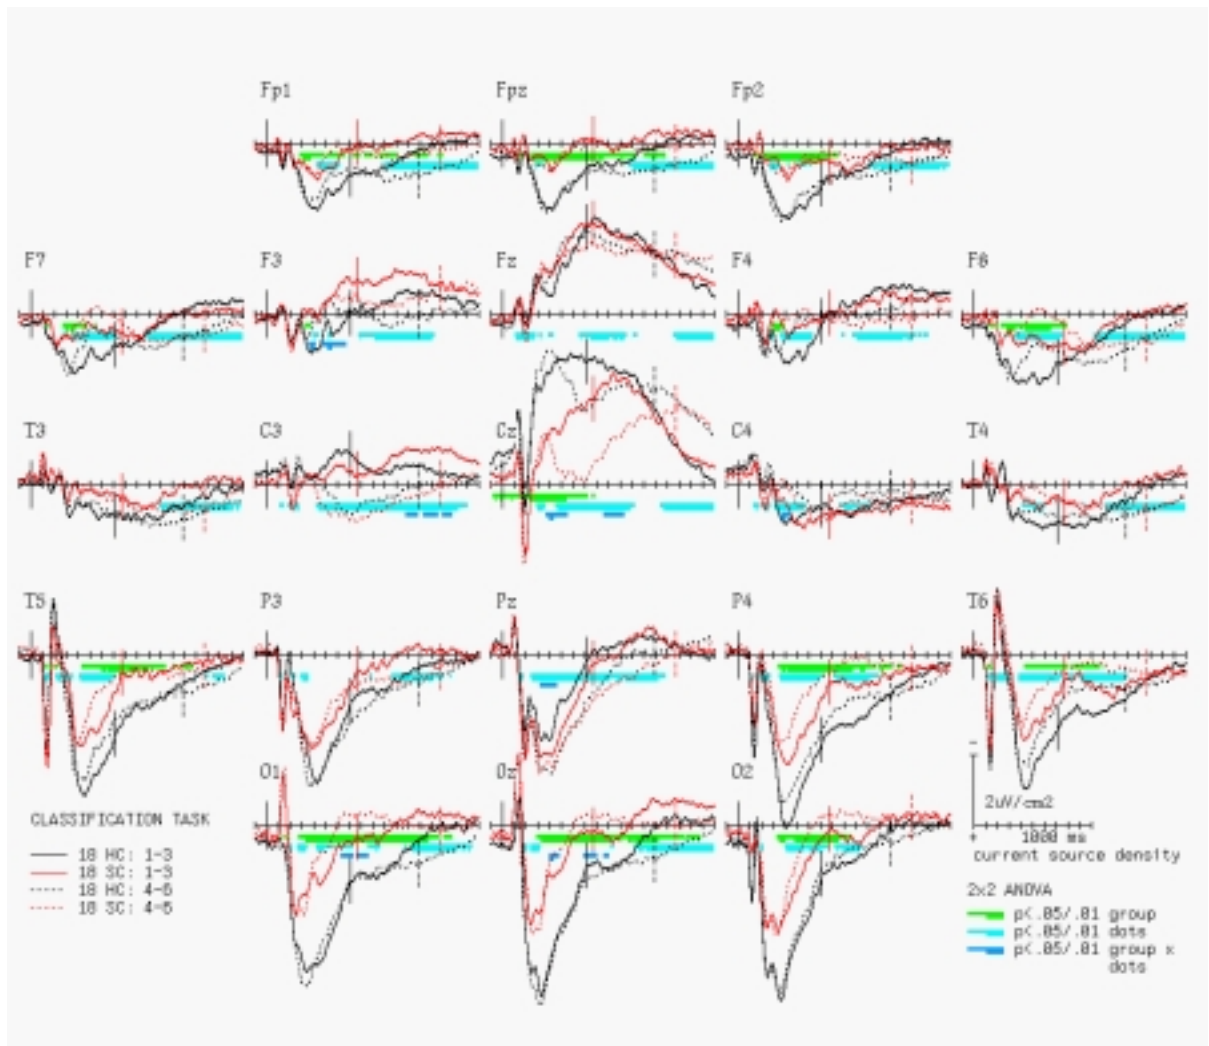 Fp1 Fpz Fp2
F7 F3 Fz F4 F8
T3 C3 Cz C4 T4
T5 P3 Pz P4 T6
O1 Oz O2
2uV/cm2
1000 ms
current source density
CLASSIFICATION TASK
18 HC: 1-3
18 SC: 1-3
18 HC: 4-6
18 SC: 4-6
2x2 ANOVA
p<.05/.01 group
p<.05/.01 dots
p<.05/.01 group x
dots